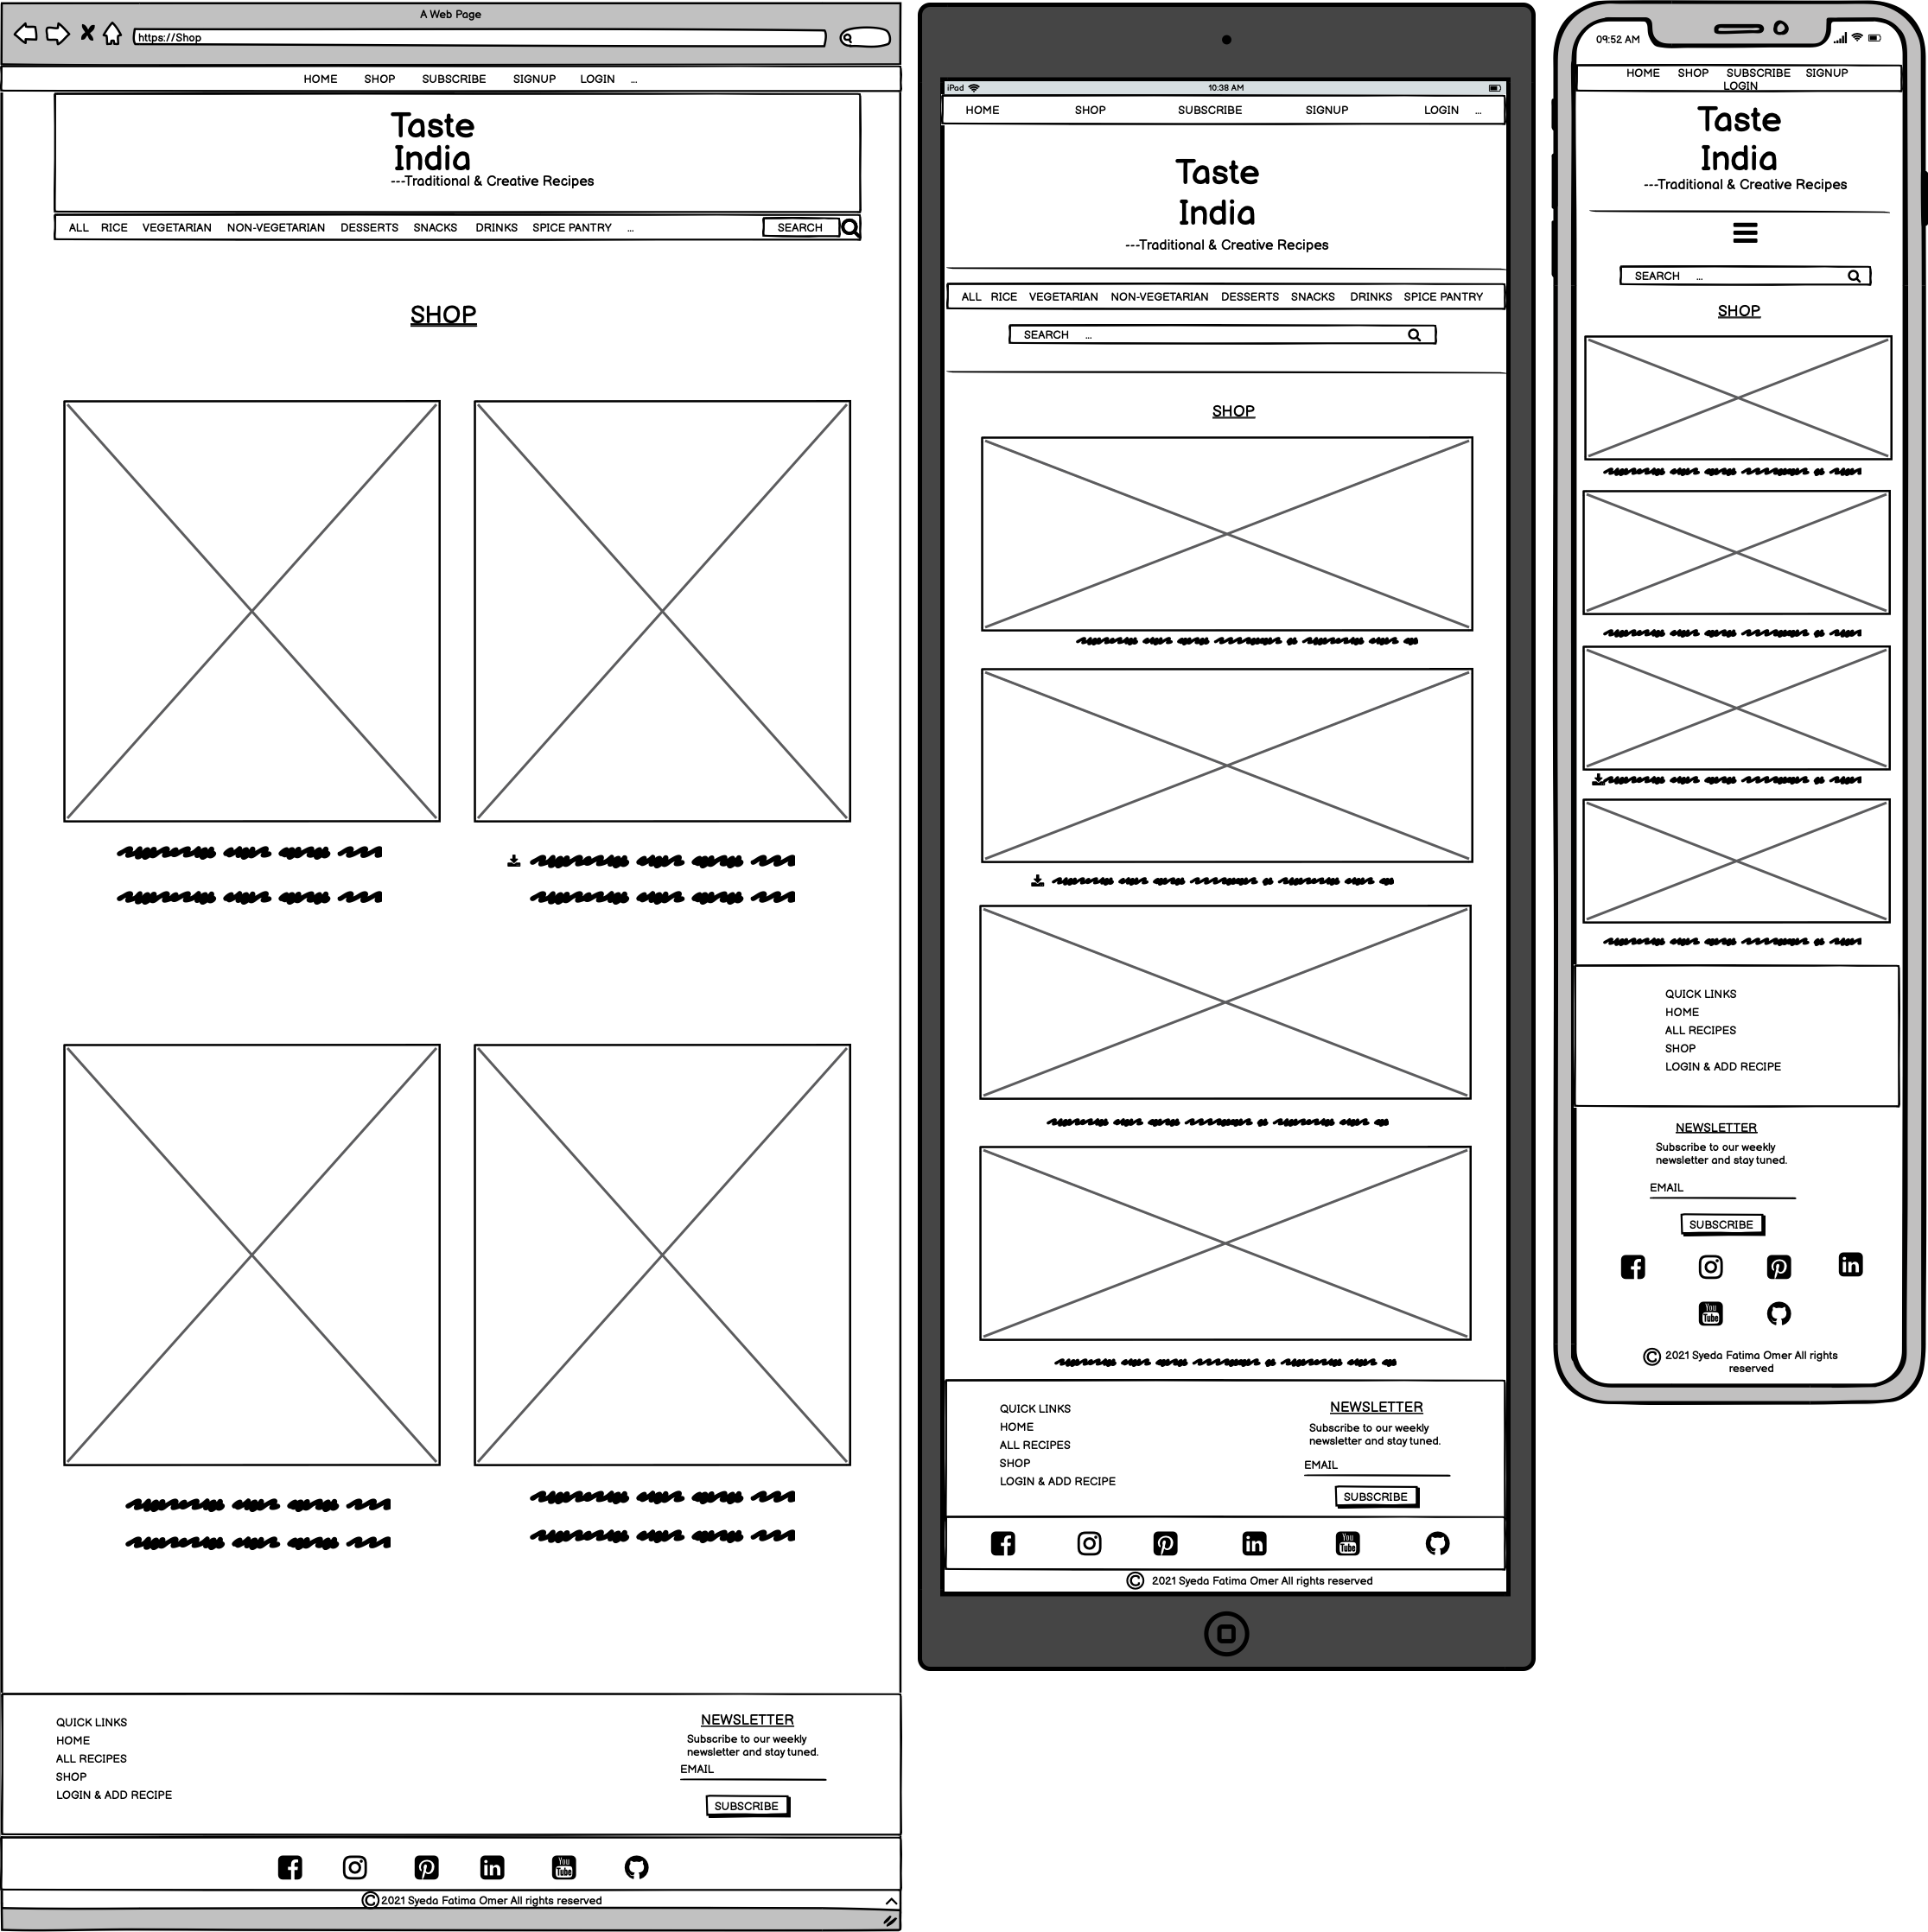 A Web Page
https://Shop
HOME SHOP SUBSCRIBE SIGNUP LOGIN ...
Taste
India
---Traditional & Creative Recipes
ALL RICE VEGETARIAN NON-VEGETARIAN DESSERTS SNACKS DRINKS SPICE PANTRY ... SEARCH
SHOP
QUICK LINKS
HOME
ALL RECIPES
SHOP
LOGIN & ADD RECIPE
NEWSLETTER
Subscribe to our weekly
newsletter and stay tuned.
EMAIL
SUBSCRIBE
You
Tube
© 2021 Syeda Fatima Omer All rights reserved
iPad 10:38 AM
HOME SHOP SUBSCRIBE SIGNUP LOGIN ...
Taste
India
---Traditional & Creative Recipes
ALL RICE VEGETARIAN NON-VEGETARIAN DESSERTS SNACKS DRINKS SPICE PANTRY
SEARCH ...
SHOP
QUICK LINKS
HOME
ALL RECIPES
SHOP
LOGIN & ADD RECIPE
NEWSLETTER
Subscribe to our weekly
newsletter and stay tuned.
EMAIL
SUBSCRIBE
You
Tube
© 2021 Syeda Fatima Omer All rights reserved
09:52 AM
HOME SHOP SUBSCRIBE SIGNUP
LOGIN
Taste
India
---Traditional & Creative Recipes
SEARCH ...
SHOP
QUICK LINKS
HOME
ALL RECIPES
SHOP
LOGIN & ADD RECIPE
NEWSLETTER
Subscribe to our weekly
newsletter and stay tuned.
EMAIL
SUBSCRIBE
in
You
Tube
© 2021 Syeda Fatima Omer All rights
reserved